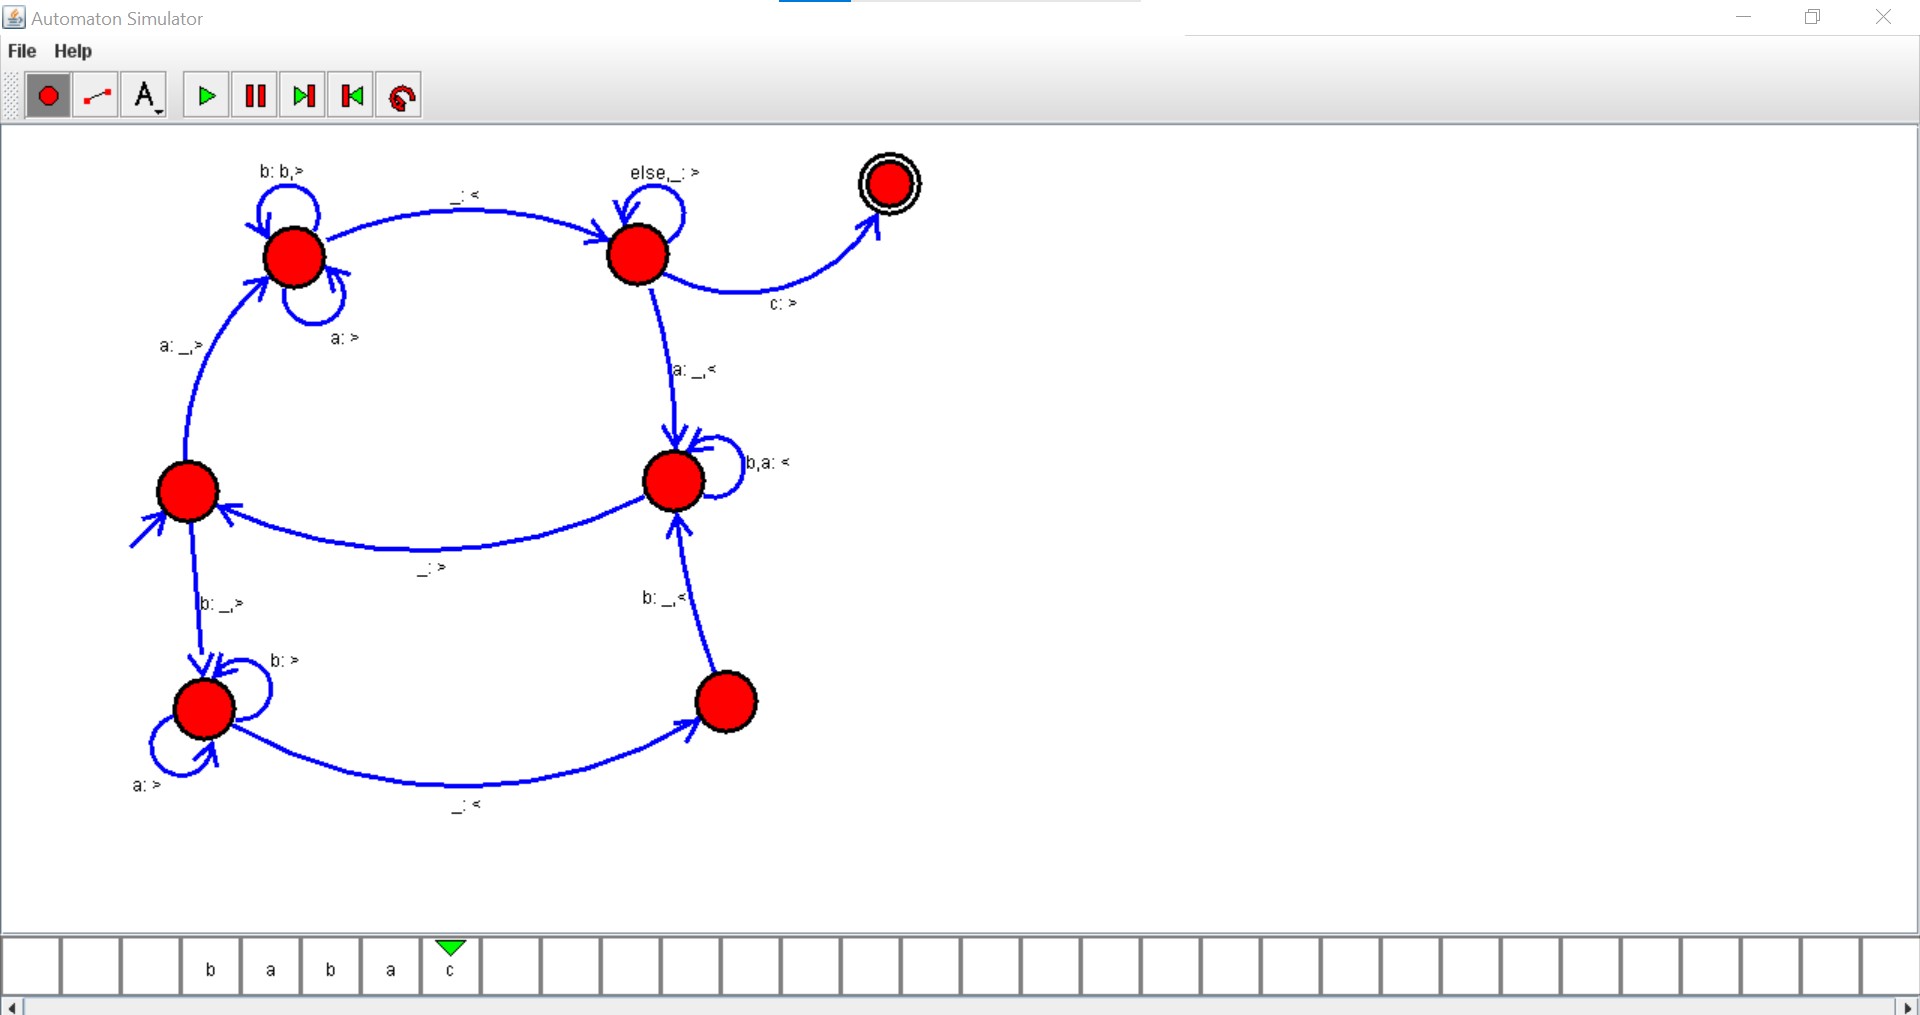 Automaton Simulator
File Help
A
b: b,>
_: <
else,_: >
a: >
c: >
a: _,>
a: _,<
b,a: <
_: >
b: _,>
b: _,<
b: >
a: >
_: <
b a b a c